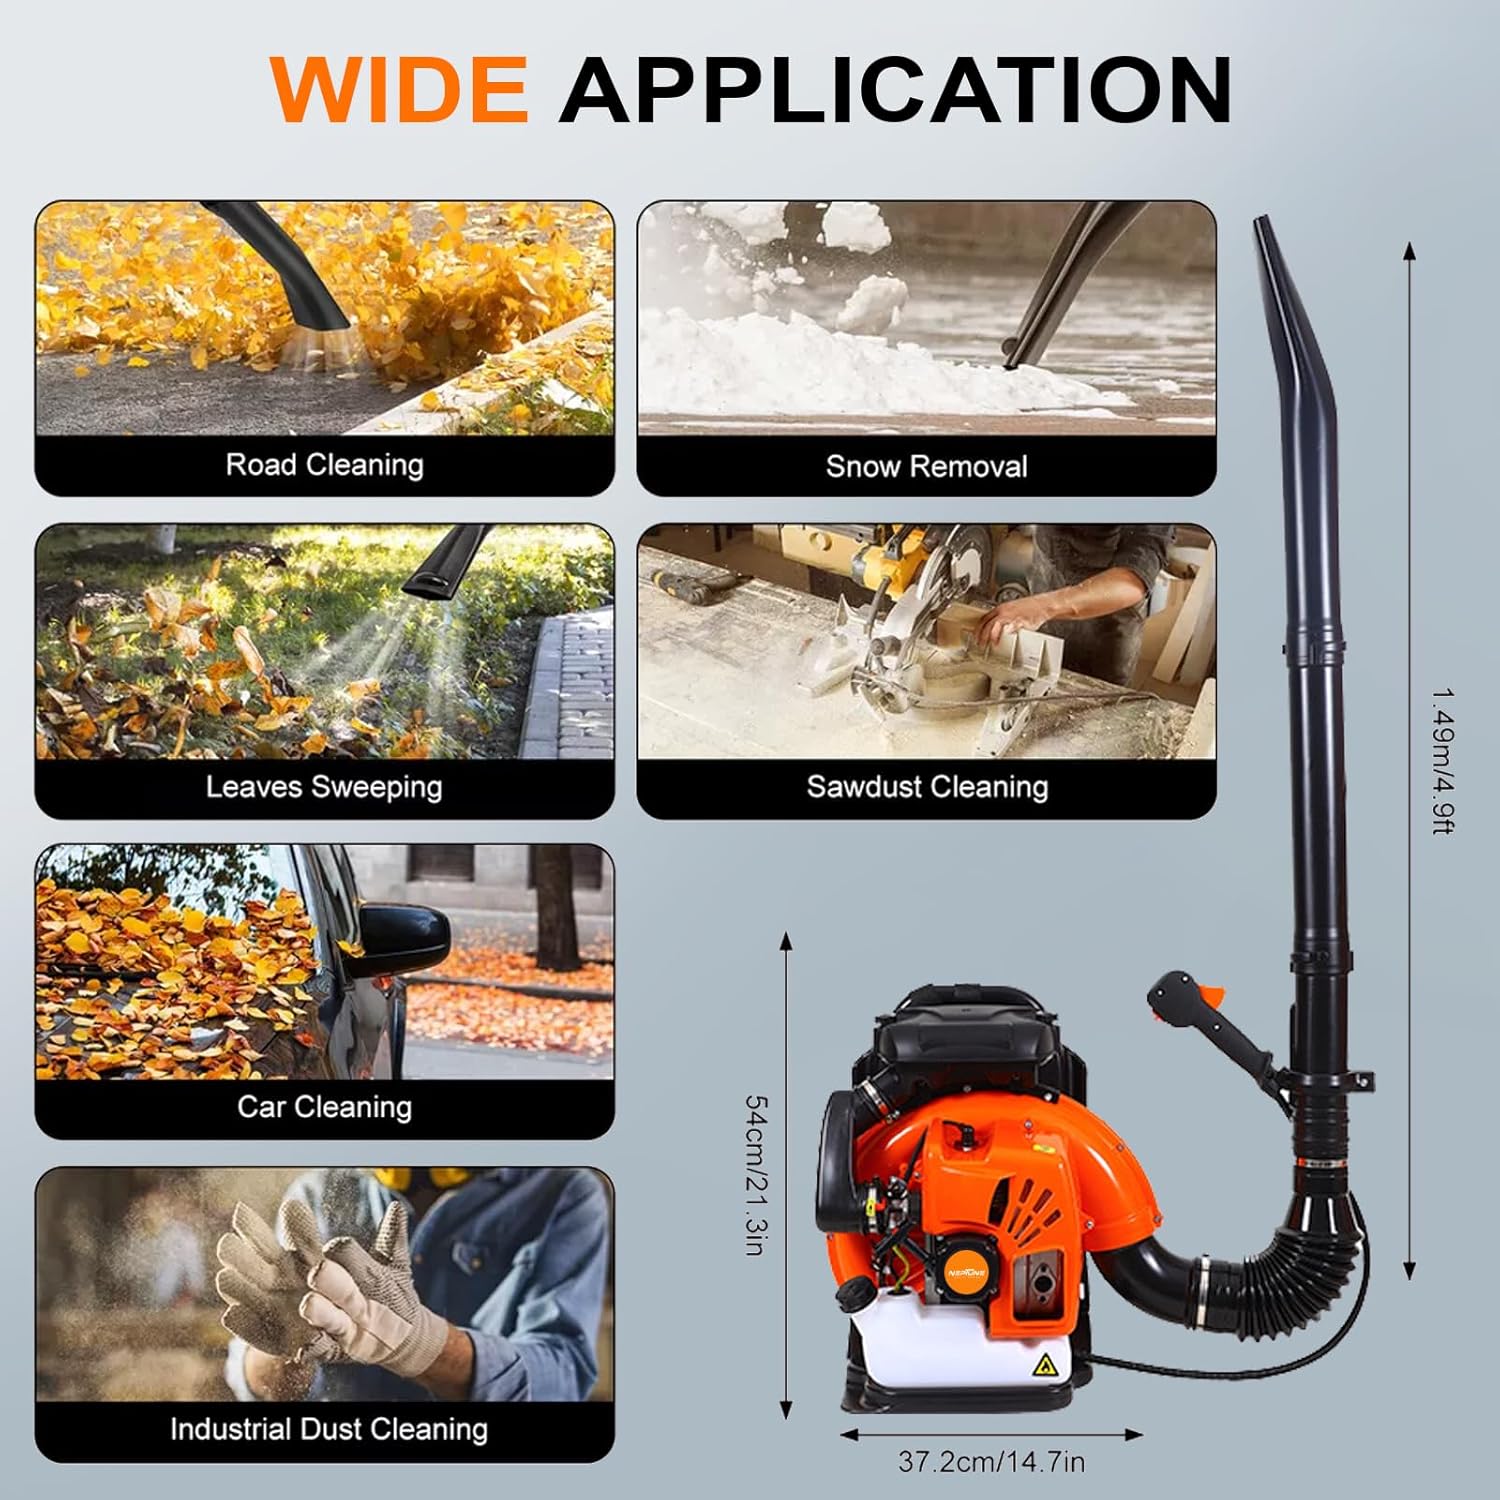 WIDE APPLICATION
Road Cleaning
Snow Removal
Leaves Sweeping
Sawdust Cleaning
Car Cleaning
Industrial Dust Cleaning
1.49m/4.9ft
54cm/21.3in
NEPTUNE
37.2cm/14.7in